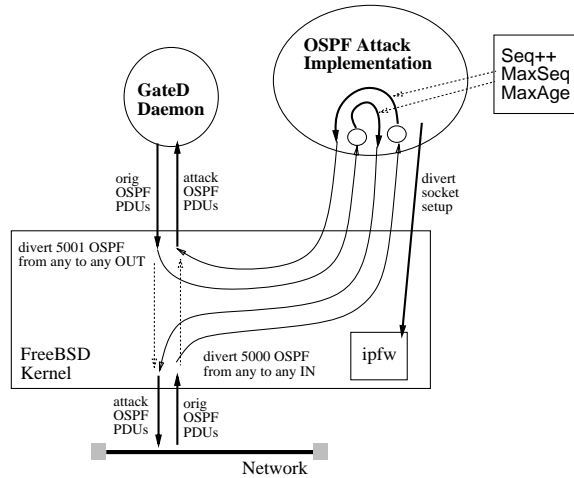 OSPF Attack
Implementation
Seq++
MaxSeq
MaxAge
GateD
Daemon
orig
OSPF
PDUs
attack
OSPF
PDUs
divert
socket
setup
divert 5001 OSPF
from any to any OUT
FreeBSD
Kernel
divert 5000 OSPF
from any to any IN
ipfw
attack
OSPF
PDUs
orig
OSPF
PDUs
Network